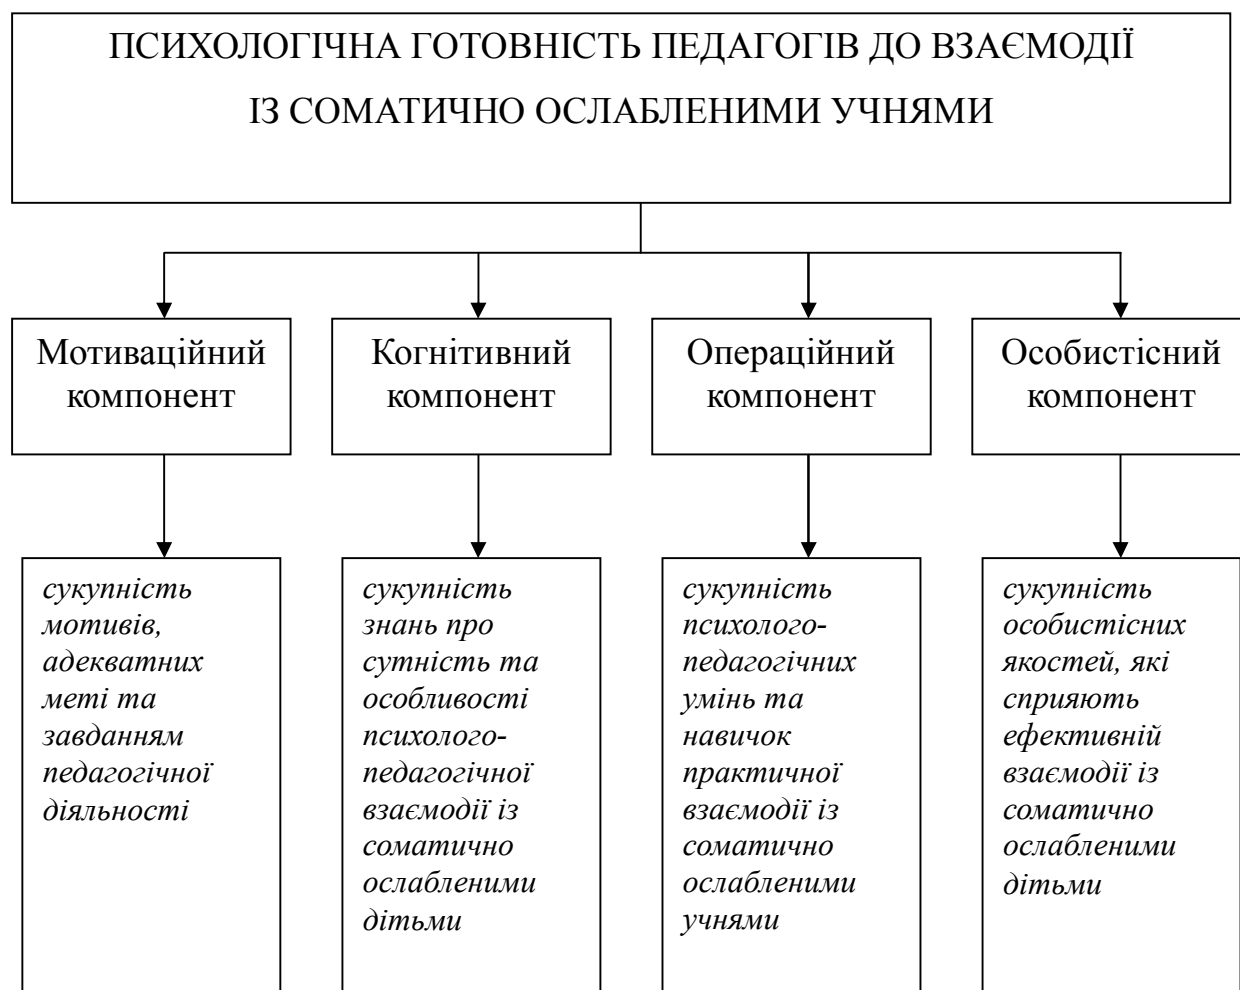 ПСИХОЛОГІЧНА ГОТОВНІСТЬ ПЕДАГОГІВ ДО ВЗАЄМОДІЇ
ІЗ СОМАТИЧНО ОСЛАБЛЕНИМИ УЧНЯМИ
Мотиваційний
компонент
Когнітивний
компонент
Операційний
компонент
Особистісний
компонент
сукупність
мотивів,
адекватних
меті та
завданням
педагогічної
діяльності
сукупність
знань про
сутність та
особливості
психолого-
педагогічної
взаємодії із
соматично
ослабленими
дітьми
сукупність
психолого-
педагогічних
умінь та
навичок
практичної
взаємодії із
соматично
ослабленими
учнями
сукупність
особистісних
якостей, які
сприяють
ефективній
взаємодії із
соматично
ослабленими
дітьми